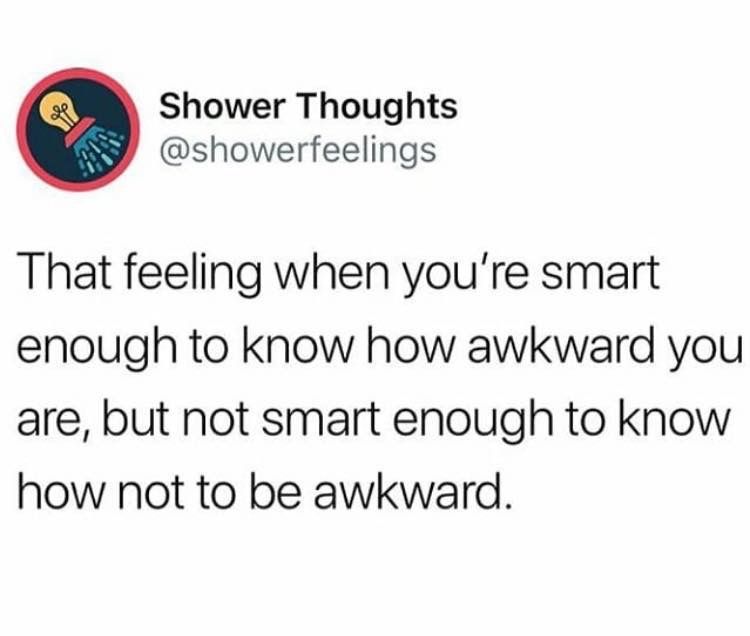 Shower Thoughts
@showerfeelings
That feeling when you're smart
enough to know how awkward you
are, but not smart enough to know
how not to be awkward.